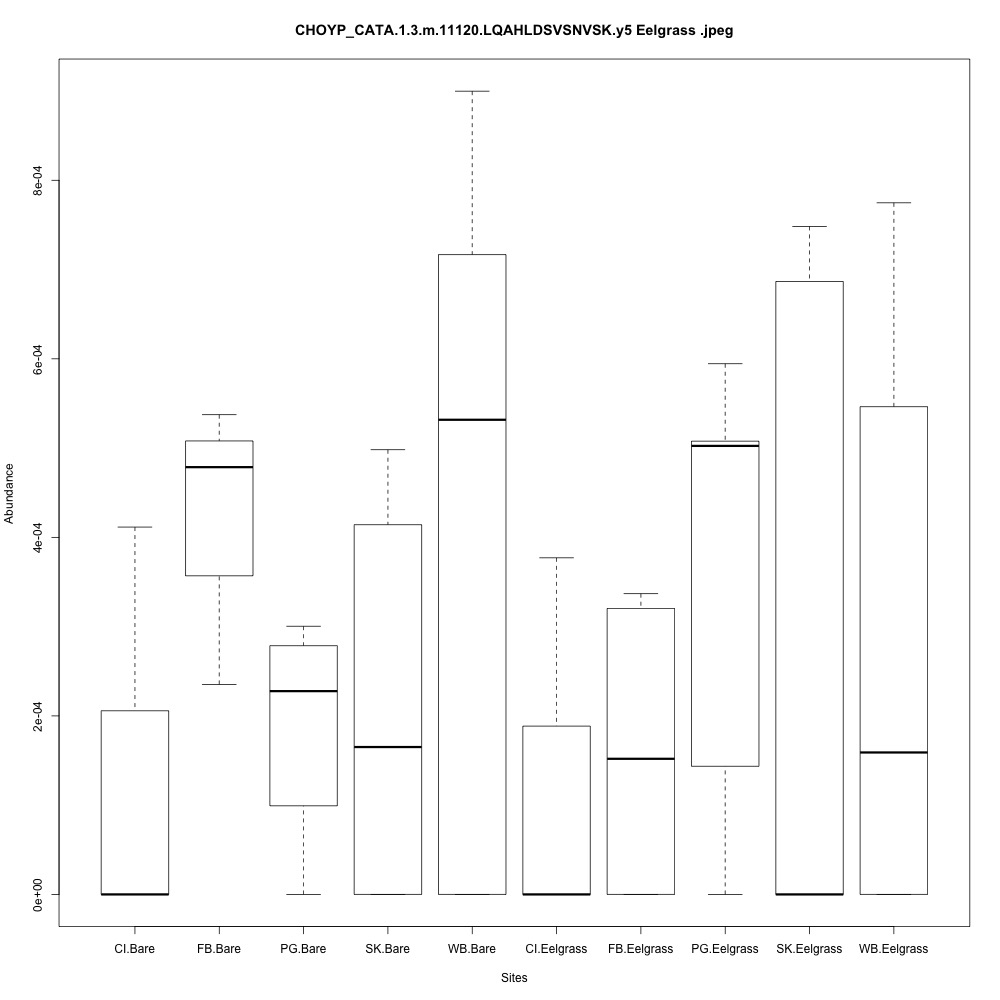 CHOYP_CATA.1.3.m.11120.LQAHLDSVSNVSK.y5 Eelgrass .jpeg
Abundance
8e-04
6e-04
4e-04
2e-04
0e+00
CI.Bare FB.Bare PG.Bare SK.Bare WB.Bare CI.Eelgrass FB.Eelgrass PG.Eelgrass SK.Eelgrass WB.Eelgrass
Sites